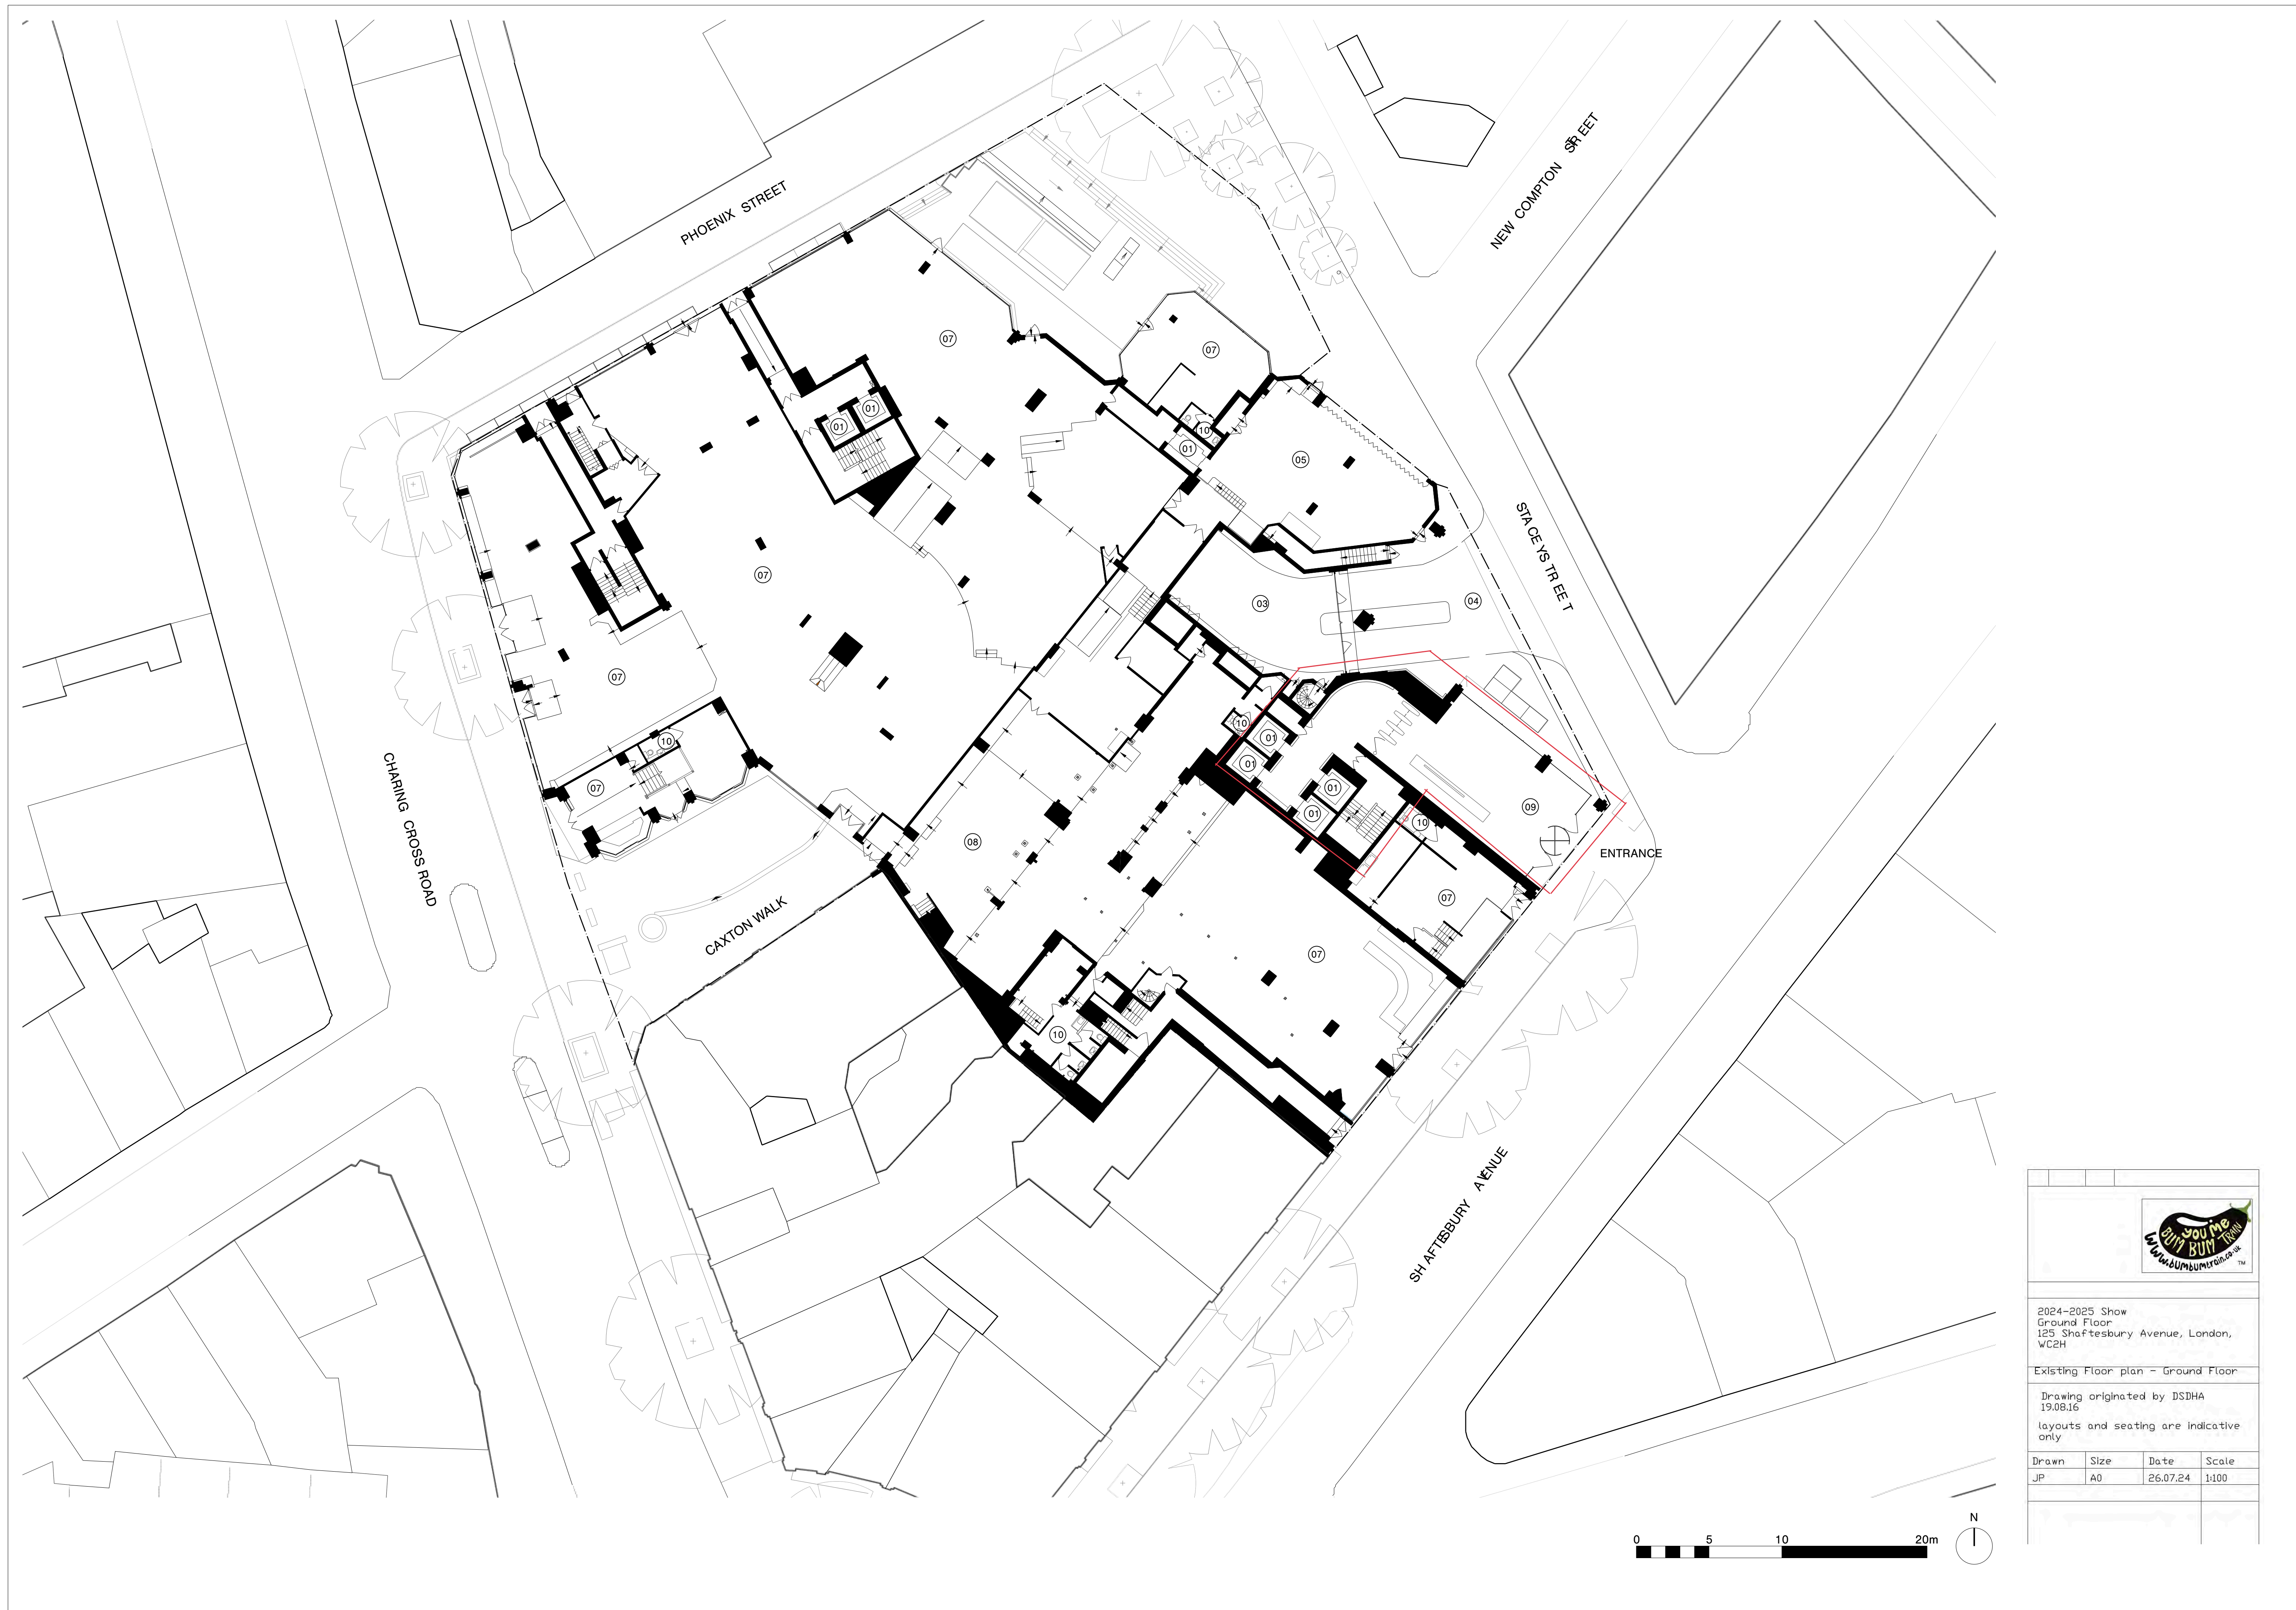 PHOENIX STREET
NEW COMPTON STREET
07
07
01
01
10
01
05
STACEY STREET
07
03
04
07
10
01
10
01
07
01
09
01
10
08
ENTRANCE
CHARING CROSS ROAD
07
CAXTON WALK
07
10
SHAFTESBURY AVENUE
YOU ME
BUM BUM TRAIN
www.bumbumtrain.co.uk
TM
2024-2025 Show
Ground Floor
125 Shaftesbury Avenue, London,
WC2H
Existing Floor plan - Ground Floor
Drawing originated by DSDHA
19.08.16
layouts and seating are indicative
only
Drawn Size Date Scale
JP A0 26.07.24 1:100
N
0 5 10 20m